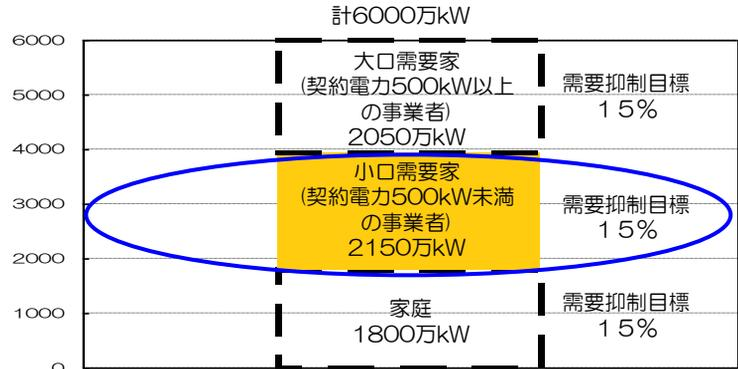 計6000万kW
6000
5000
4000
3000
2000
1000
0
大口需要家
(契約電力500kW以上
の事業者)
2050万kW
需要抑制目標
１５%
小口需要家
(契約電力500kW未満
の事業者)
2150万kW
需要抑制目標
１５%
家庭
1800万kW
需要抑制目標
１５%